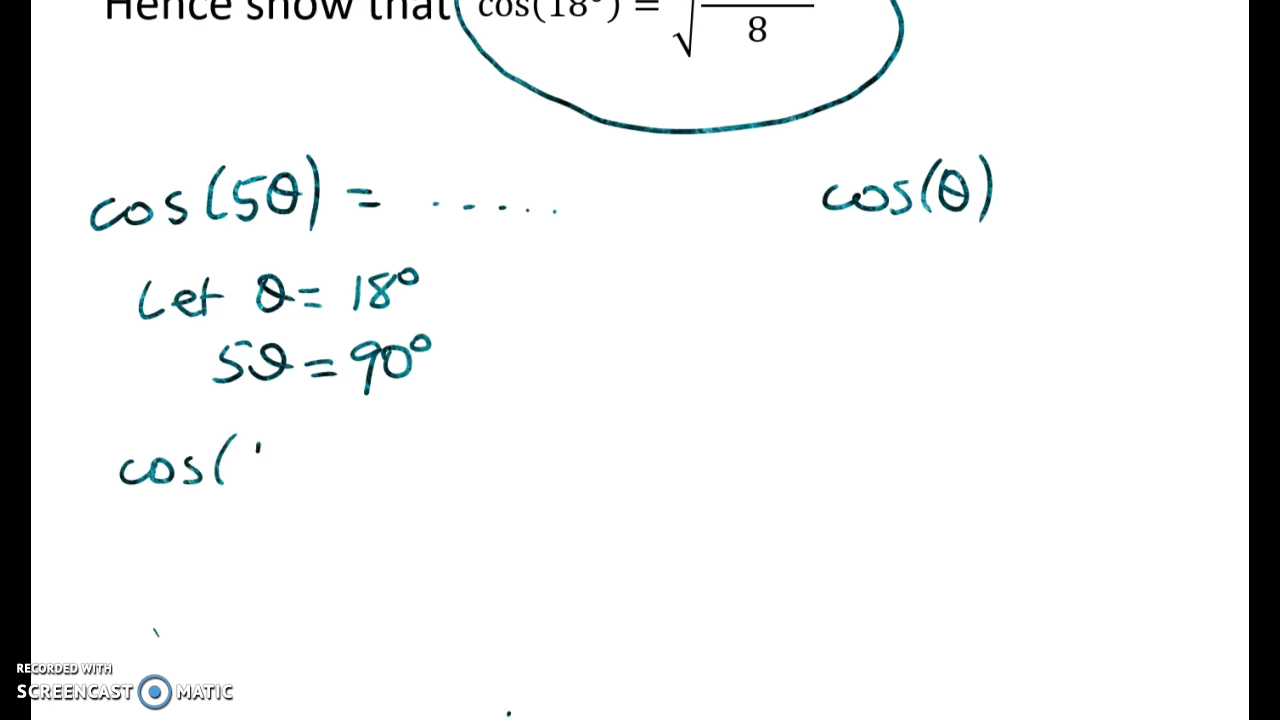 Hence show that cos(18°) = √ 8
cos(5θ) = ..... cos(θ)
Let θ = 18°
5θ = 90°
cos(
RECORDED WITH
SCREENCAST MATIC